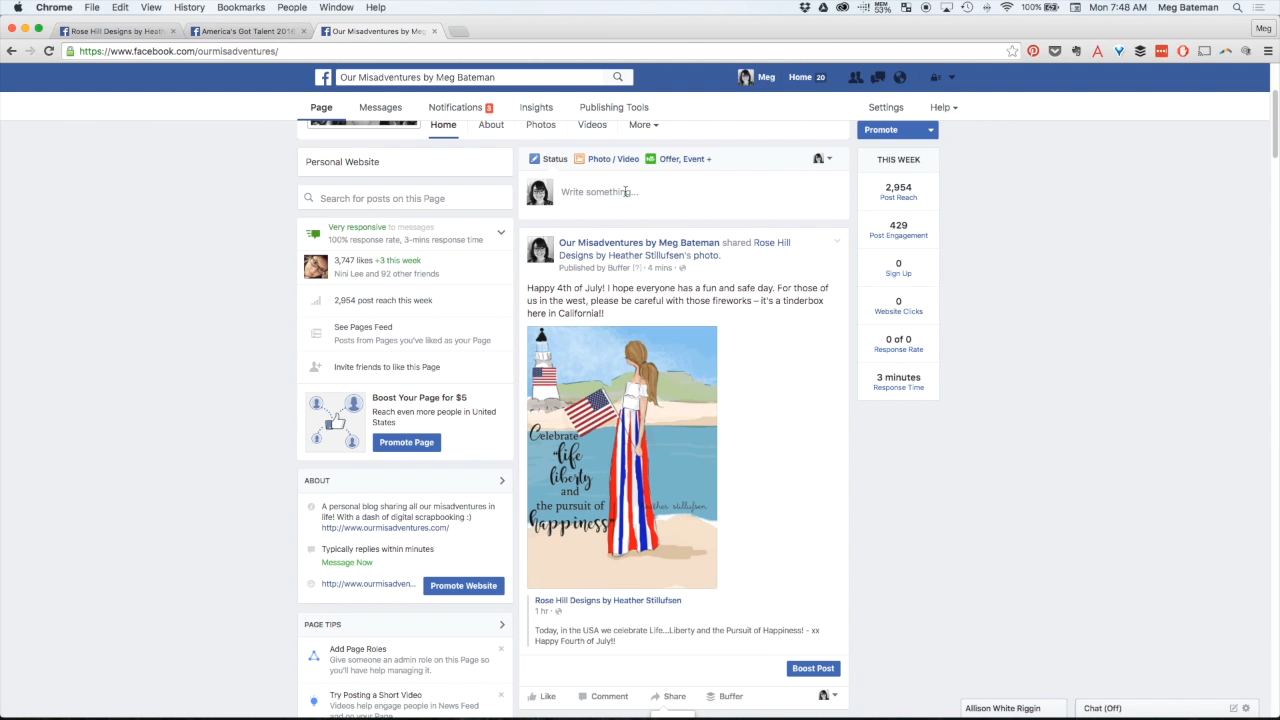 Chrome File Edit View History Bookmarks People Window Help
MEM 53% 100% Mon 7:48 AM Meg Bateman
Rose Hill Designs by Heath × America's Got Talent 2016 × Our Misadventures by Meg × Meg
https://www.facebook.com/ourmisadventures/
Our Misadventures by Meg Bateman Meg Home 20
Page Messages Notifications 8 Insights Publishing Tools Settings Help
Home About Photos Videos More
Promote
Personal Website
Search for posts on this Page
Very responsive to messages
100% response rate, 3-mins response time
3,747 likes +3 this week
Nini Lee and 92 other friends
2,954 post reach this week
See Pages Feed
Posts from Pages you've liked as your Page
Invite friends to like this Page
Boost Your Page for $5
Reach even more people in United
States
Promote Page
ABOUT
A personal blog sharing all our misadventures in
life! With a dash of digital scrapbooking :)
http://www.ourmisadventures.com/
Typically replies within minutes
Message Now
http://www.ourmisadven... Promote Website
PAGE TIPS
Add Page Roles
Give someone an admin role on this Page so
you'll have help managing it.
Try Posting a Short Video
Videos help engage people in News Feed
and on your Page.
Status Photo / Video Offer, Event +
Write something...
Our Misadventures by Meg Bateman shared Rose Hill
Designs by Heather Stillufsen's photo.
Published by Buffer [?] · 4 mins ·
Happy 4th of July! I hope everyone has a fun and safe day. For those of
us in the west, please be careful with those fireworks – it's a tinderbox
here in California!!
Celebrate
life
liberty
and
the pursuit of
happiness
heather stillufsen
Rose Hill Designs by Heather Stillufsen
1 hr ·
Today, in the USA we celebrate Life...Liberty and the Pursuit of Happiness! - xx
Happy Fourth of July!!
Boost Post
Like Comment Share Buffer
THIS WEEK
2,954
Post Reach
429
Post Engagement
0
Sign Up
0
Website Clicks
0 of 0
Response Rate
3 minutes
Response Time
Allison White Riggin Chat (Off)